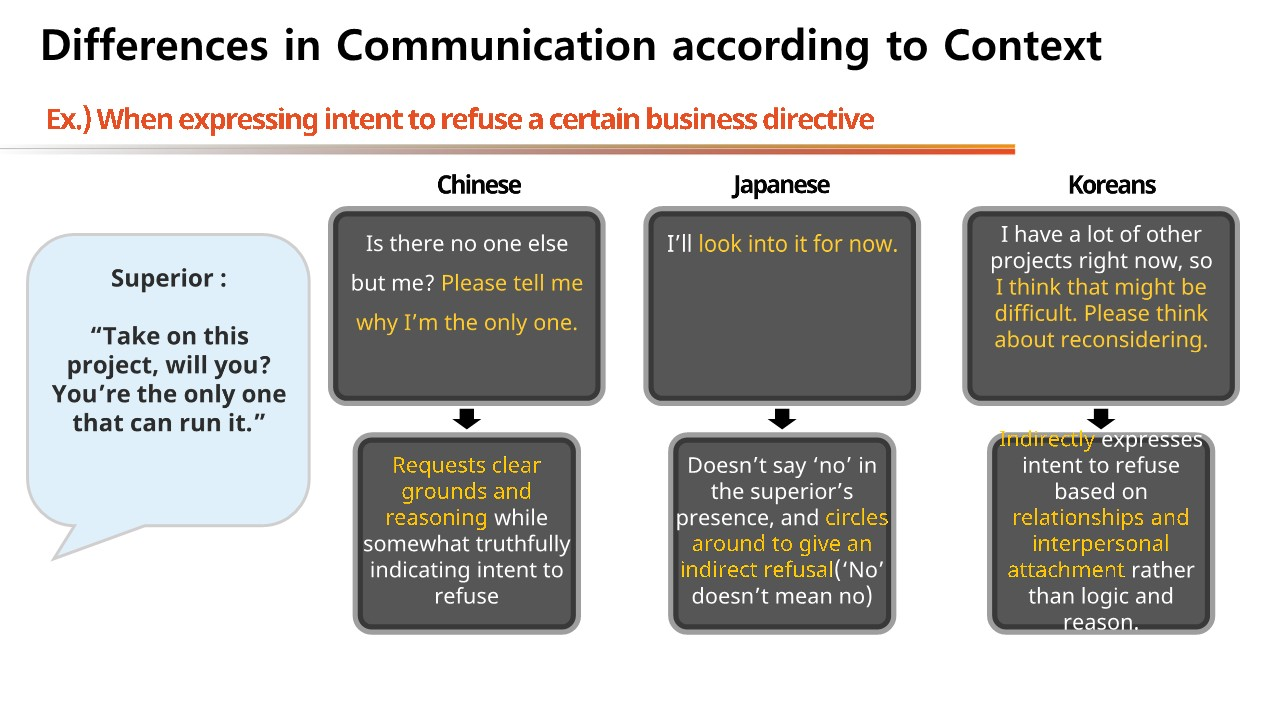 Differences in Communication according to Context
Ex.) When expressing intent to refuse a certain business directive
Superior :
“Take on this
project, will you?
You’re the only one
that can run it.”
Chinese
Is there no one else
but me? Please tell me
why I’m the only one.
Requests clear
grounds and
reasoning while
somewhat truthfully
indicating intent to
refuse
Japanese
I’ll look into it for now.
Doesn’t say ‘no’ in
the superior’s
presence, and circles
around to give an
indirect refusal(‘No’
doesn’t mean no)
Koreans
I have a lot of other
projects right now, so
I think that might be
difficult. Please think
about reconsidering.
Indirectly expresses
intent to refuse
based on
relationships and
interpersonal
attachment rather
than logic and
reason.